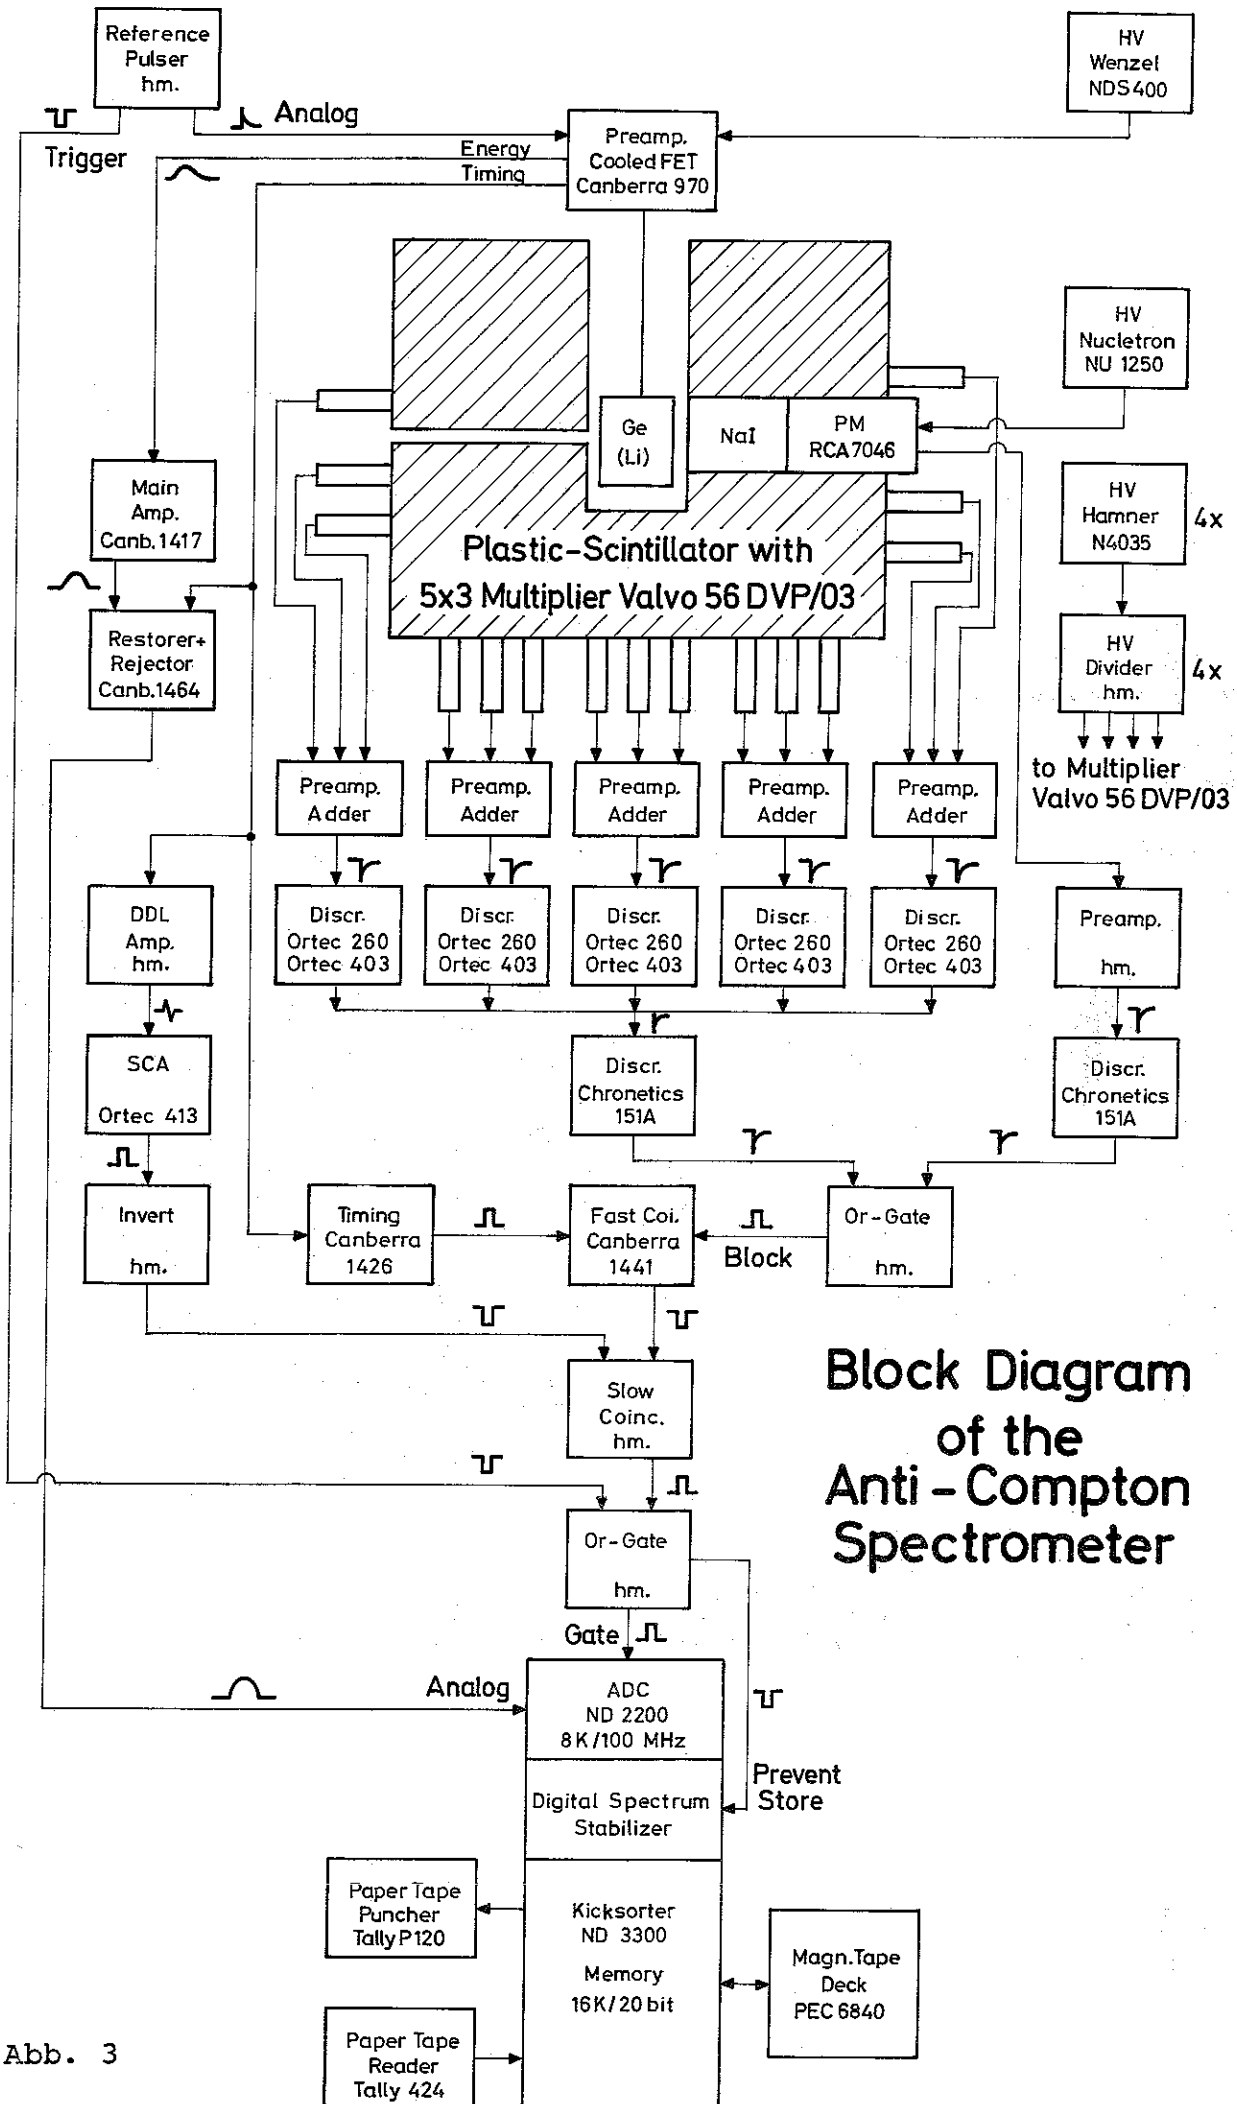 Reference
Pulser
hm.
HV
Wenzel
NDS 400
Analog
Trigger
Energy
Timing
Preamp.
Cooled FET
Canberra 970
HV
Nucletron
NU 1250
Ge
(Li)
NaI
PM
RCA7046
Main
Amp.
Canb. 1417
HV
Hamner
N4035
4x
Plastic-Scintillator with
5x3 Multiplier Valvo 56 DVP/03
Restorer+
Rejector
Canb.1464
HV
Divider
hm.
4x
to Multiplier
Valvo 56 DVP/03
Preamp.
Adder
Preamp.
Adder
Preamp.
Adder
Preamp.
Adder
Preamp.
Adder
DDL
Amp.
hm.
Discr.
Ortec 260
Ortec 403
Discr.
Ortec 260
Ortec 403
Discr.
Ortec 260
Ortec 403
Discr.
Ortec 260
Ortec 403
Discr.
Ortec 260
Ortec 403
Preamp.
hm.
SCA
Ortec 413
Discr.
Chronetics
151A
Discr.
Chronetics
151A
Invert
hm.
Timing
Canberra
1426
Fast Coi.
Canberra
1441
Block
Or-Gate
hm.
Slow
Coinc.
hm.
Block Diagram
of the
Anti-Compton
Spectrometer
Or-Gate
hm.
Gate
Analog
ADC
ND 2200
8K/100 MHz
Prevent
Store
Digital Spectrum
Stabilizer
Paper Tape
Puncher
Tally P120
Kicksorter
ND 3300
Memory
16K/20 bit
Magn.Tape
Deck
PEC 6840
Paper Tape
Reader
Tally 424
Abb. 3